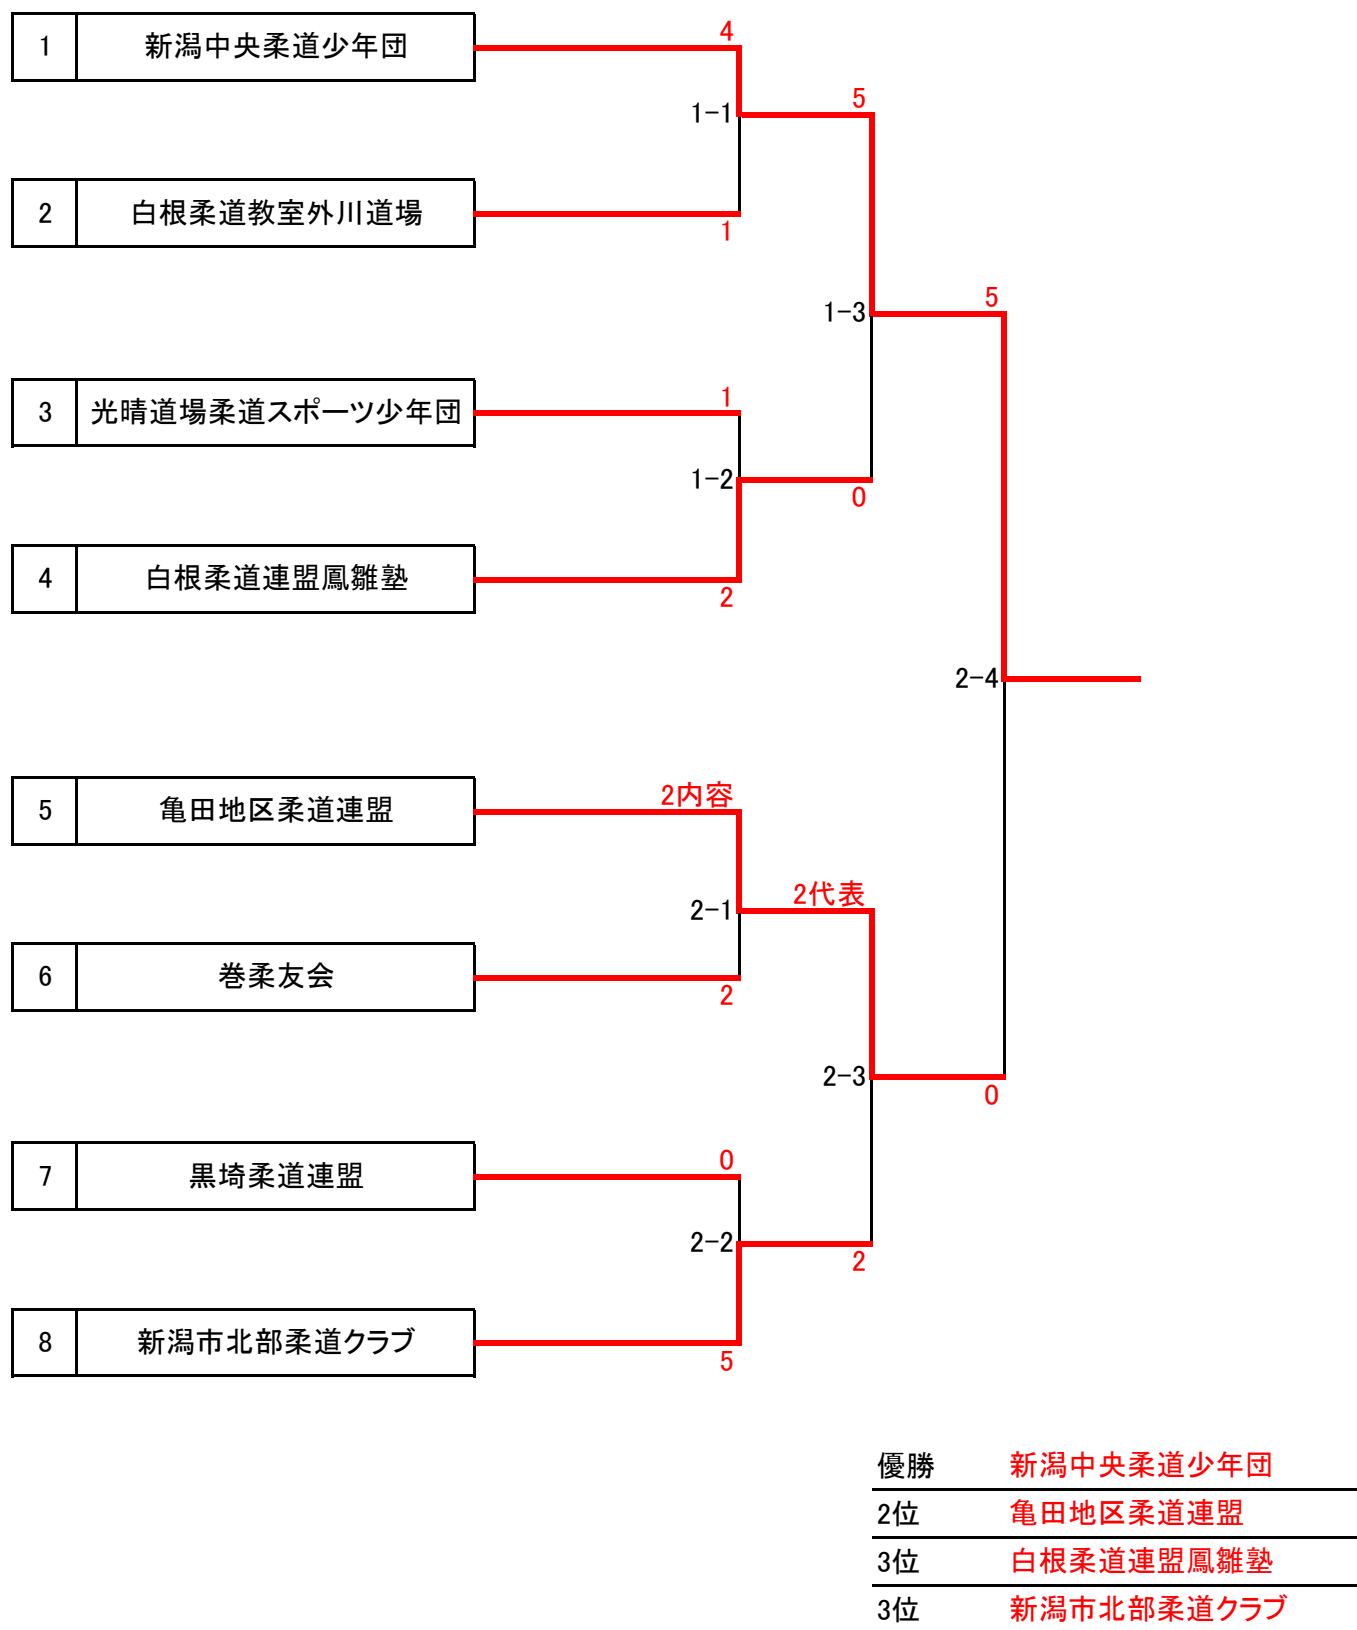 4
1 新潟中央柔道少年団
5
1-1
2 白根柔道教室外川道場
1
5
1-3
1
3 光晴道場柔道スポーツ少年団
1-2
0
4 白根柔道連盟鳳雛塾
2
2-4
2内容
5 亀田地区柔道連盟
2代表
2-1
6 巻柔友会
2
2-3
0
0
7 黒埼柔道連盟
2-2
2
8 新潟市北部柔道クラブ
5
優勝 新潟中央柔道少年団
2位 亀田地区柔道連盟
3位 白根柔道連盟鳳雛塾
3位 新潟市北部柔道クラブ